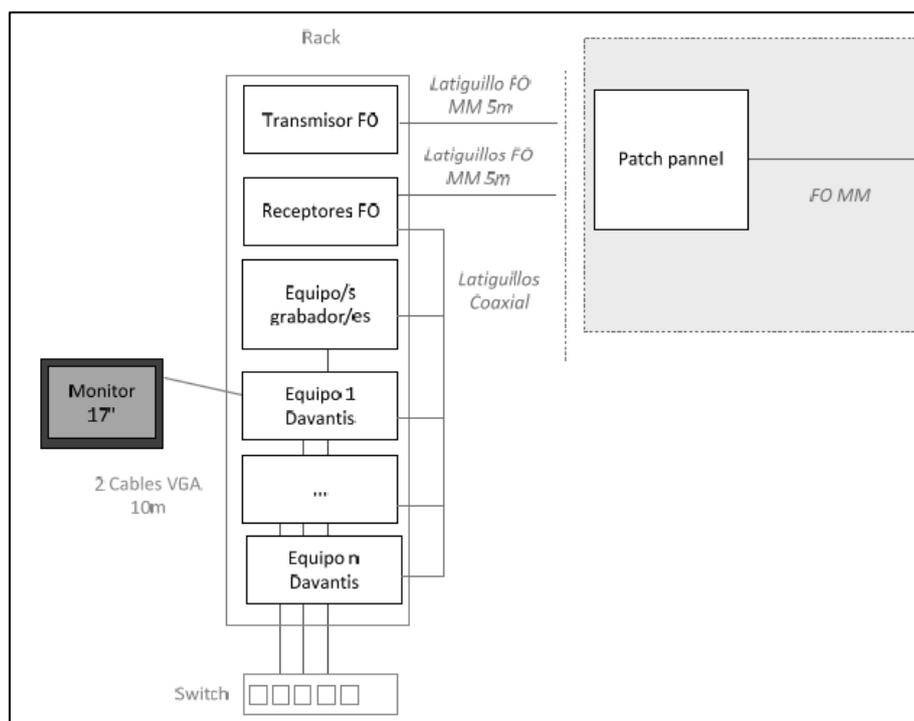 Rack
Latiguillo FO
MM 5m
Transmisor FO
Patch pannel
Latiguillos FO
MM 5m
FO MM
Receptores FO
Latiguillos
Coaxial
Equipo/s
grabador/es
Monitor
17"
Equipo 1
Davantis
2 Cables VGA
10m
...
Equipo n
Davantis
Switch